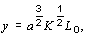 y = a^{3/2} K^{1/2} L_0,